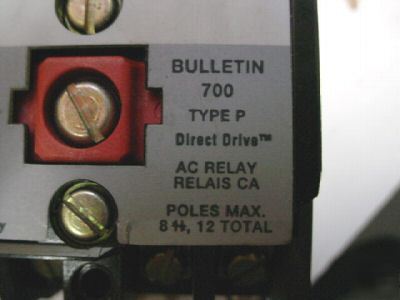 BULLETIN
700
TYPE P
Direct Drive™
AC RELAY
RELAIS CA
POLES MAX.
8 ⫲, 12 TOTAL